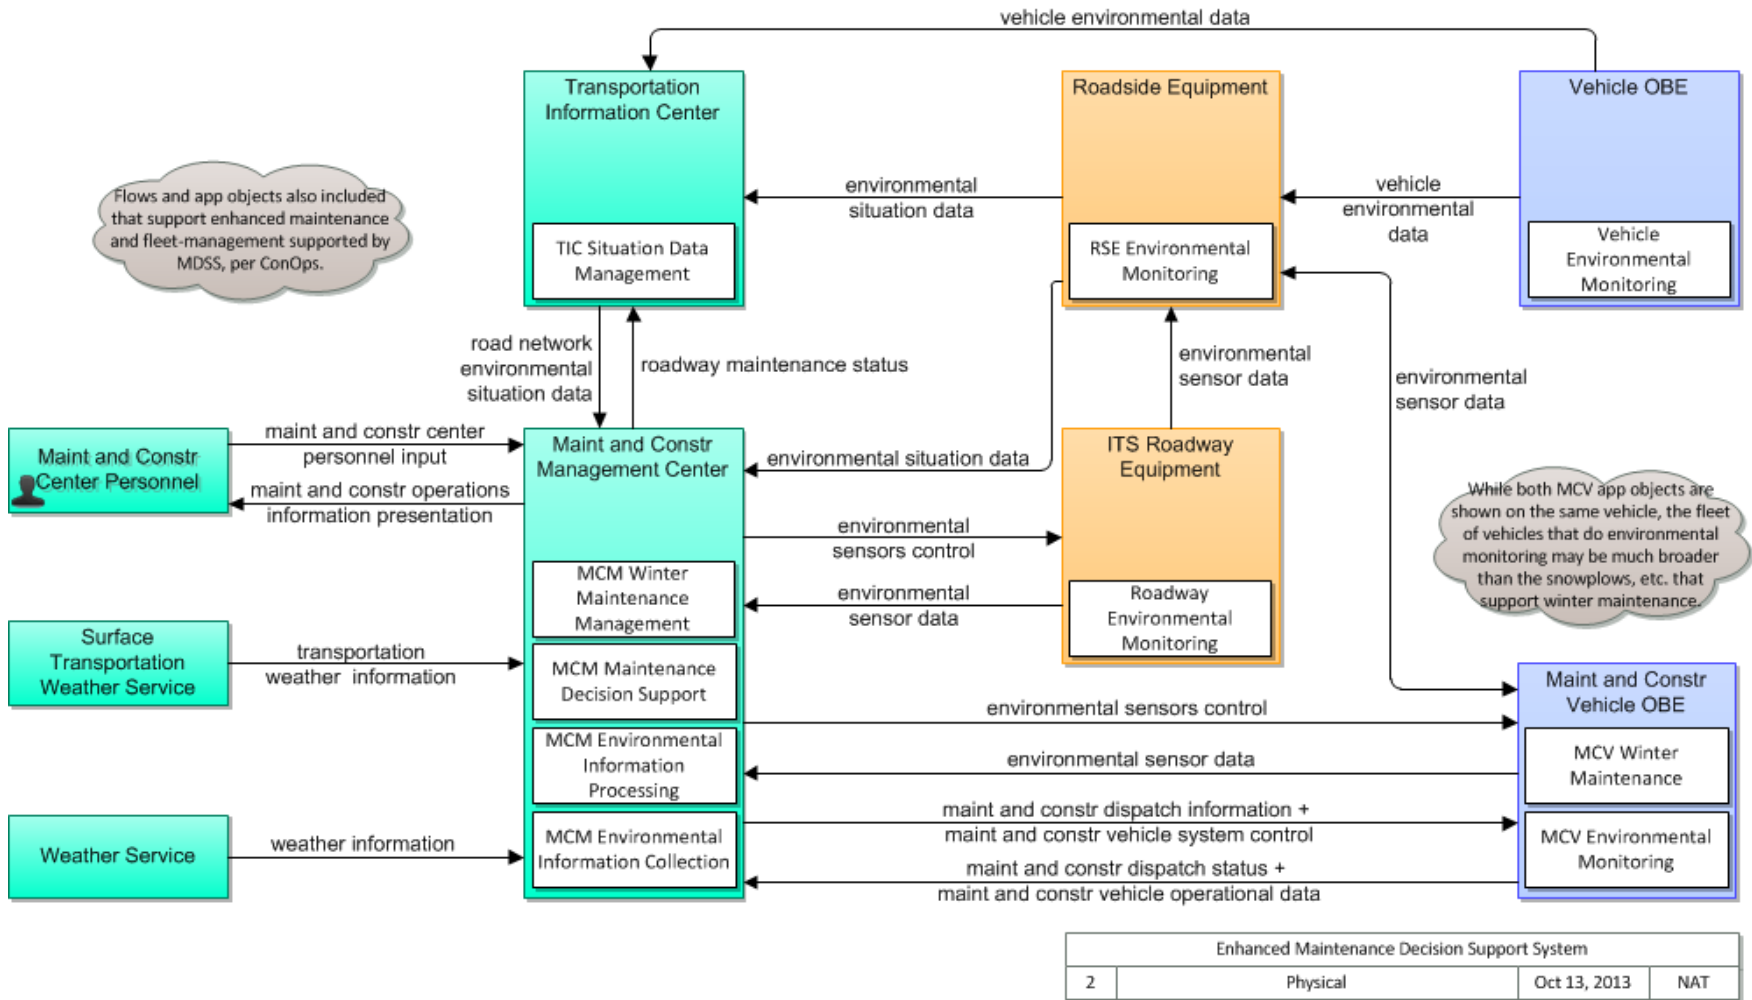 vehicle environmental data
Transportation
Information Center
Roadside Equipment
Vehicle OBE
Flows and app objects also included
that support enhanced maintenance
and fleet-management supported by
MDSS, per ConOps.
environmental
situation data
vehicle
environmental
data
TIC Situation Data
Management
RSE Environmental
Monitoring
Vehicle
Environmental
Monitoring
road network
environmental
situation data
roadway maintenance status
environmental
sensor data
environmental
sensor data
Maint and Constr
Center Personnel
maint and constr center
personnel input
maint and constr operations
information presentation
Maint and Constr
Management Center
environmental situation data
ITS Roadway
Equipment
environmental
sensors control
While both MCV app objects are
shown on the same vehicle, the fleet
of vehicles that do environmental
monitoring may be much broader
than the snowplows, etc. that
support winter maintenance.
MCM Winter
Maintenance
Management
environmental
sensor data
Roadway
Environmental
Monitoring
Surface
Transportation
Weather Service
transportation
weather information
MCM Maintenance
Decision Support
Maint and Constr
Vehicle OBE
environmental sensors control
MCM Environmental
Information
Processing
environmental sensor data
MCV Winter
Maintenance
maint and constr dispatch information +
maint and constr vehicle system control
Weather Service
weather information
MCM Environmental
Information Collection
MCV Environmental
Monitoring
maint and constr dispatch status +
maint and constr vehicle operational data
Enhanced Maintenance Decision Support System
2 Physical Oct 13, 2013 NAT